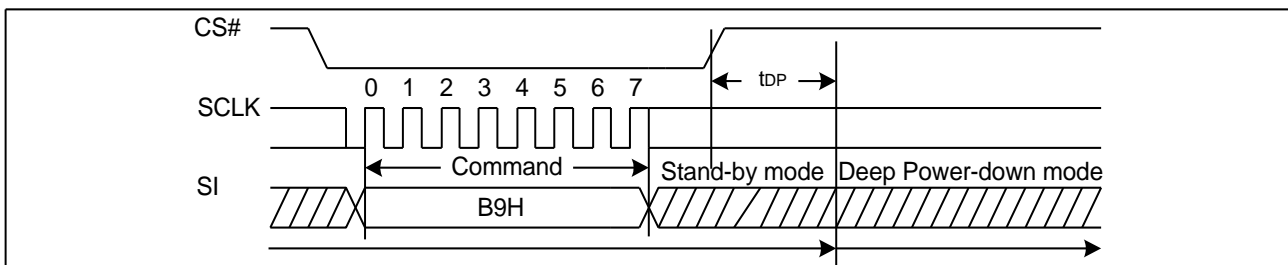 CS#
tDP
0 1 2 3 4 5 6 7
SCLK
Command
Stand-by mode Deep Power-down mode
SI
B9H